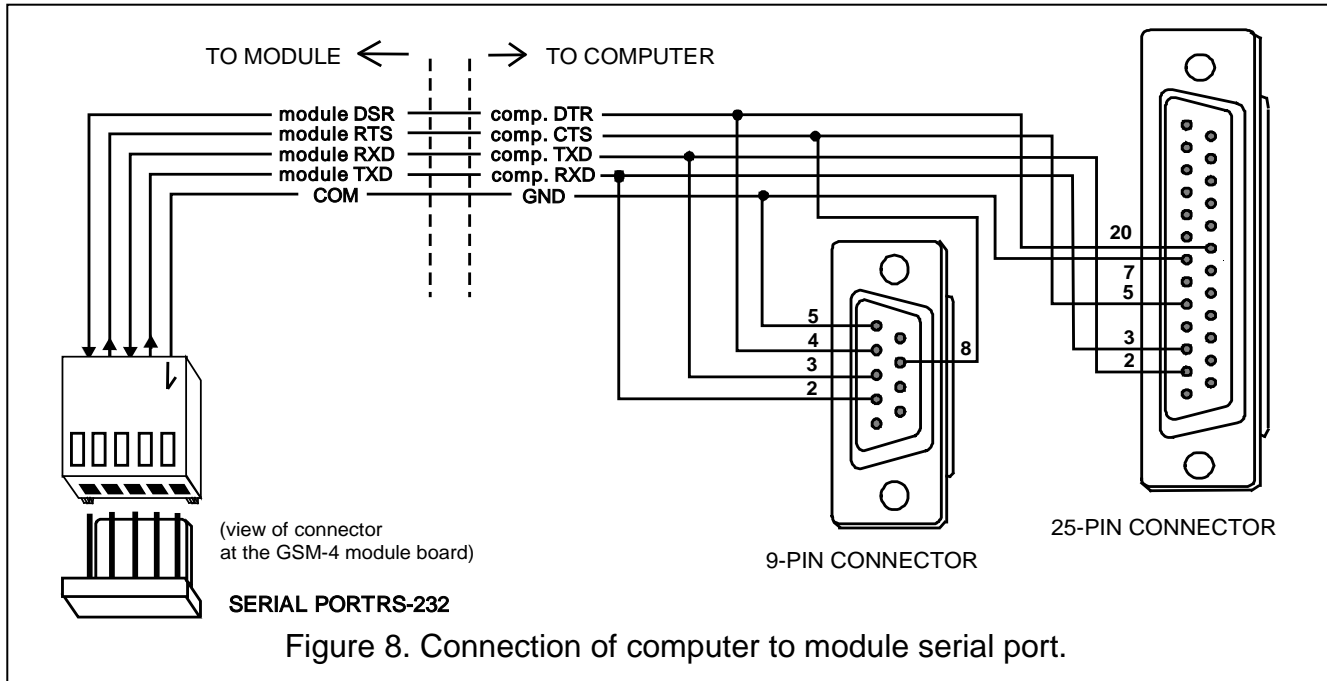 TO MODULE
TO COMPUTER
module DSR
comp. DTR
module RTS
comp. CTS
module RXD
comp. TXD
module TXD
comp. RXD
COM
GND
20
7
5
3
2
5
4
3
2
8
(view of connector
at the GSM-4 module board)
SERIAL PORTRS-232
9-PIN CONNECTOR
25-PIN CONNECTOR
Figure 8. Connection of computer to module serial port.